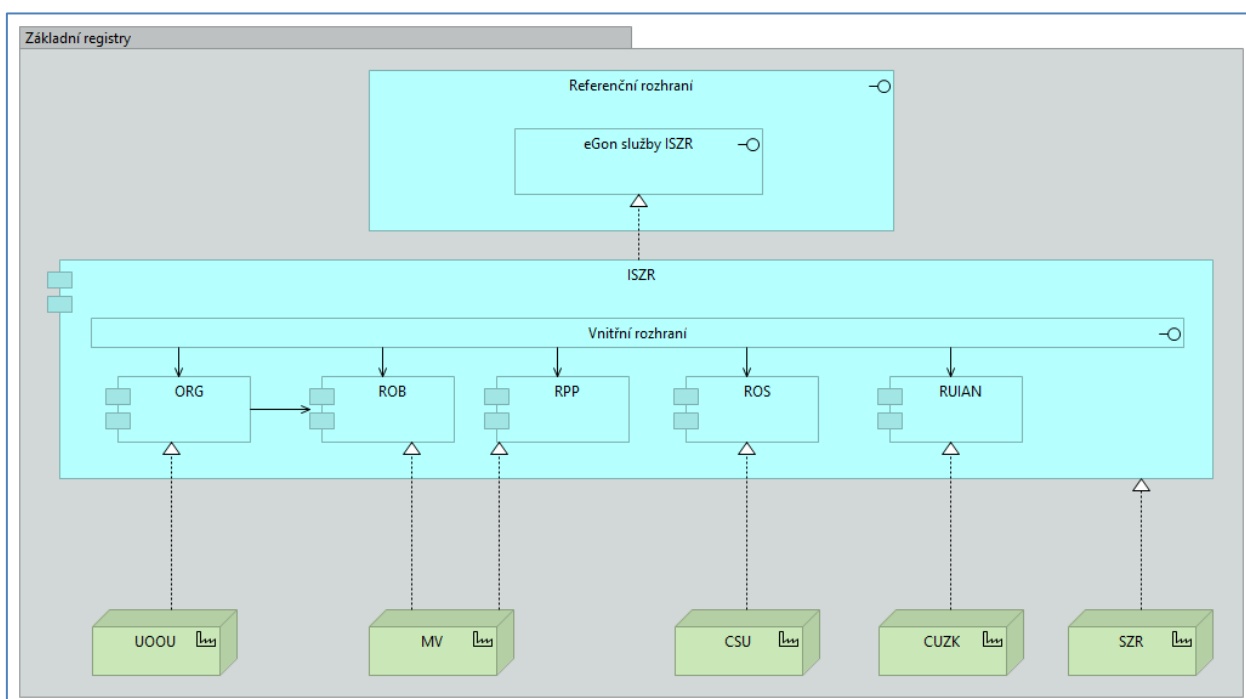 Základní registry
Referenční rozhraní
eGon služby ISZR
ISZR
Vnitřní rozhraní
ORG
ROB
RPP
ROS
RUIAN
UOOU
MV
CSU
CUZK
SZR